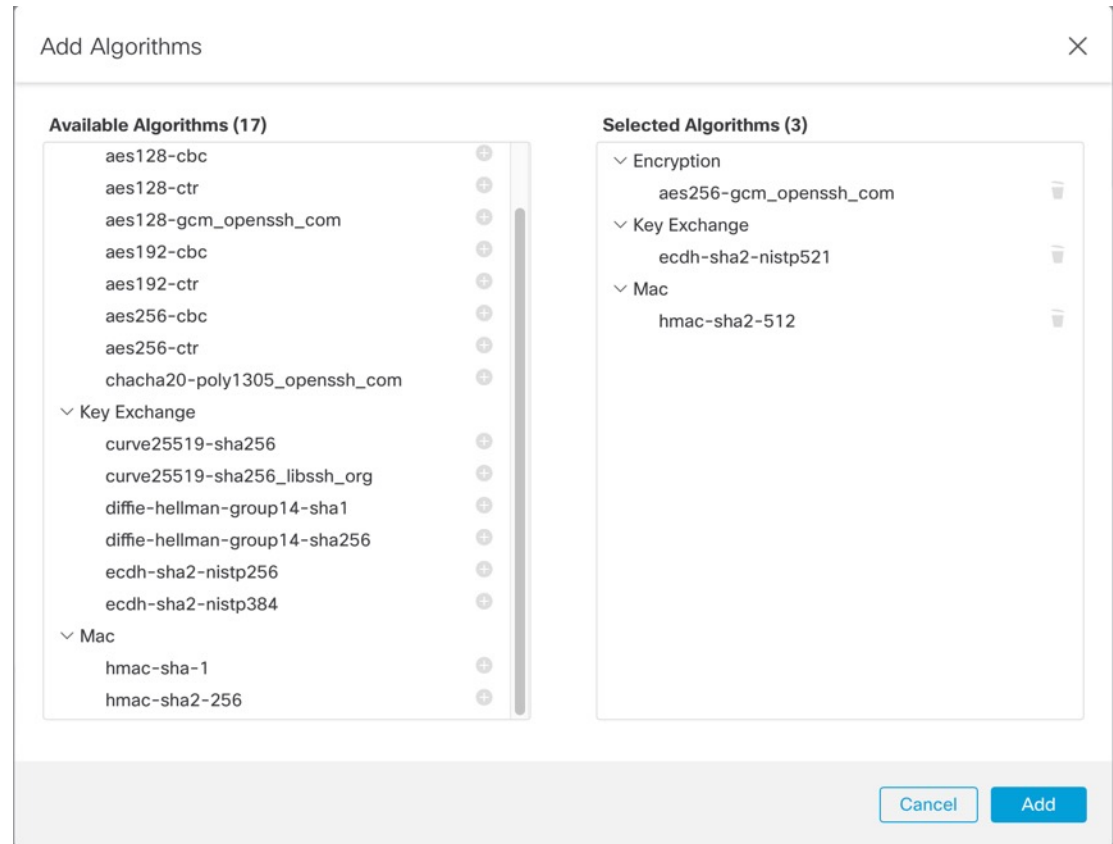 Add Algorithms
Available Algorithms (17)
aes128-cbc
aes128-ctr
aes128-gcm_openssh_com
aes192-cbc
aes192-ctr
aes256-cbc
aes256-ctr
chacha20-poly1305_openssh_com
Key Exchange
curve25519-sha256
curve25519-sha256_libssh_org
diffie-hellman-group14-sha1
diffie-hellman-group14-sha256
ecdh-sha2-nistp256
ecdh-sha2-nistp384
Mac
hmac-sha-1
hmac-sha2-256
Selected Algorithms (3)
Encryption
aes256-gcm_openssh_com
Key Exchange
ecdh-sha2-nistp521
Mac
hmac-sha2-512
Cancel
Add